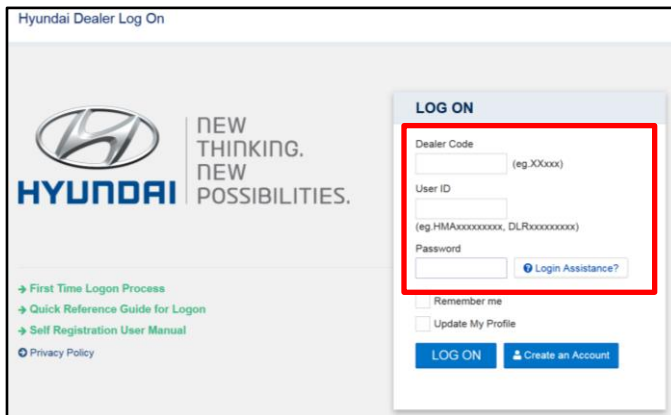 Hyundai Dealer Log On
HYUNDAI
NEW
THINKING.
NEW
POSSIBILITIES.
→ First Time Logon Process
→ Quick Reference Guide for Logon
→ Self Registration User Manual
Privacy Policy
LOG ON
Dealer Code
(eg.XXxxx)
User ID
(eg.HMAxxxxxxxxx, DLRxxxxxxxxx)
Password
Login Assistance?
Remember me
Update My Profile
LOG ON Create an Account